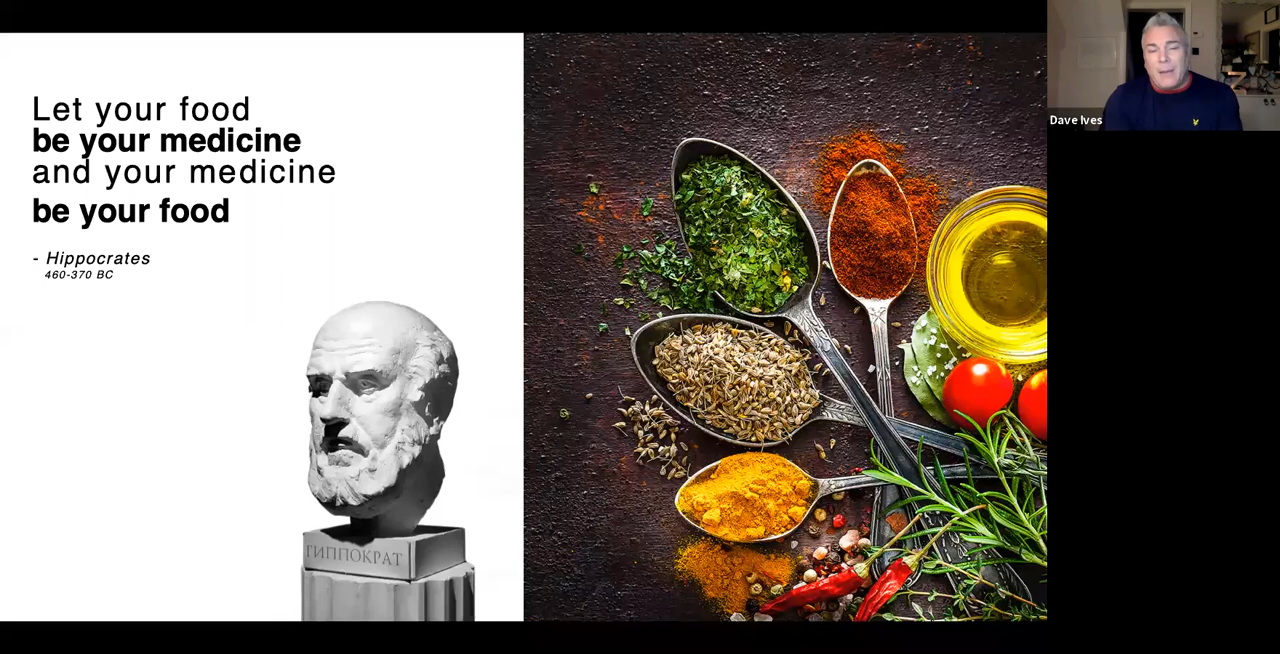 Let your food
be your medicine
and your medicine
be your food
- Hippocrates
460-370 BC
ГИППОКРАТ
Dave Ives